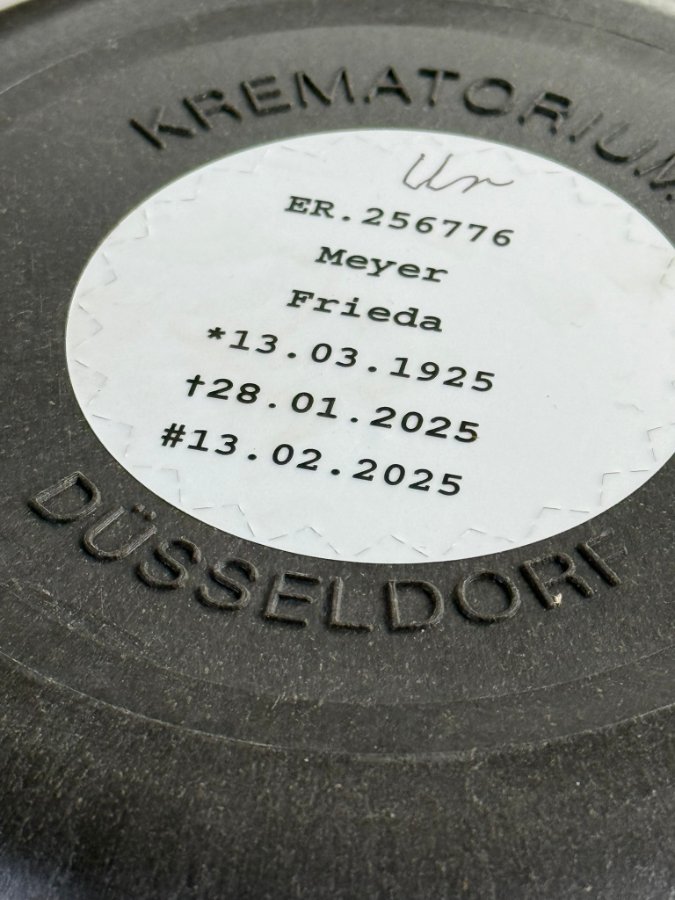 KREMATORIUM
ER.256776
Meyer
Frieda
*13.03.1925
†28.01.2025
#13.02.2025
DÜSSELDORF